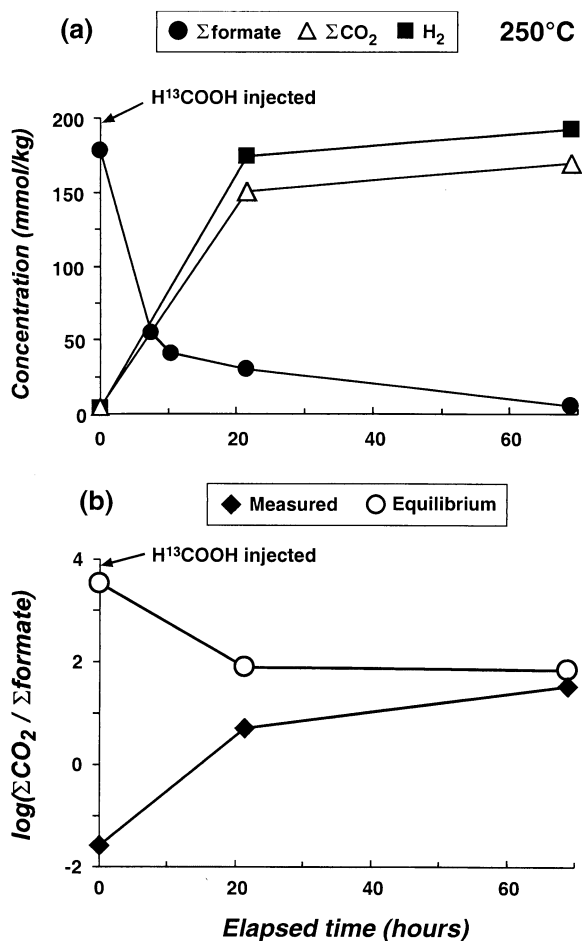 (a) Σformate ΣCO₂ H₂ 250°C
H¹³COOH injected
Concentration (mmol/kg)
200
150
100
50
0
0 20 40 60
(b) Measured Equilibrium
H¹³COOH injected
log(ΣCO₂ / Σformate)
4
2
0
-2
0 20 40 60
Elapsed time (hours)